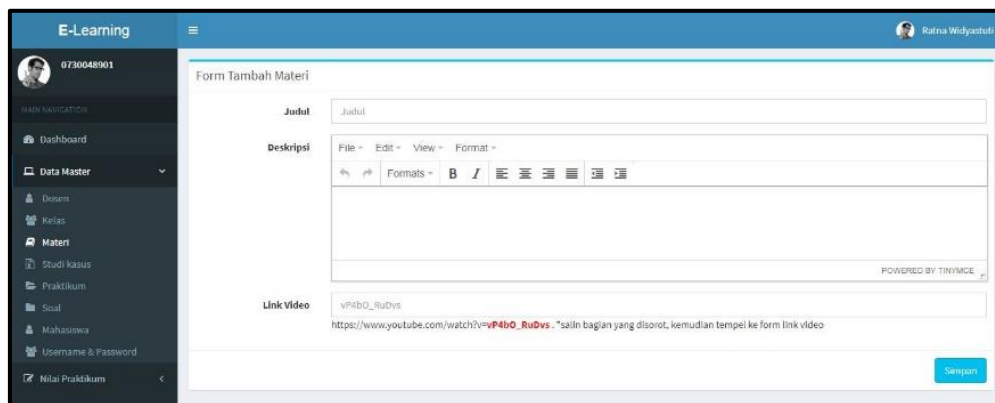 E-Learning
Ratna Widyastuti
0730048901
MAIN NAVIGATION
Dashboard
Data Master
Dosen
Kelas
Materi
Studi kasus
Praktikum
Soal
Mahasiswa
Username & Password
Nilai Praktikum
Form Tambah Materi
Judul
Judul
Deskripsi
File Edit View Format
Formats B I
POWERED BY TINYMCE
Link Video
vP4bO_RuDvs
https://www.youtube.com/watch?v=vP4bO_RuDvs . *salin bagian yang disorot, kemudian tempel ke form link video
Simpan